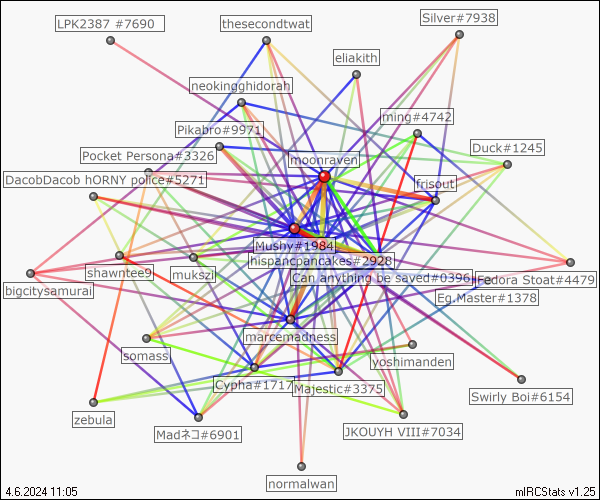 LPK2387 #7690
thesecondtwat
Silver#7938
eliakith
neokingghidorah
ming#4742
Pikabro#9971
Duck#1245
Pocket Persona#3326
moonraven
DacobDacob hORNY police#5271
frisout
Mushy#1984
hispancpancakes#2928
shawntee9
mukszi
Can anything be saved#0396
Fedora Stoat#4479
bigcitysamurai
Eg.Master#1378
marcemadness
somass
yoshimanden
Cypha#1717
Majestic#3375
Swirly Boi#6154
zebula
Madネコ#6901
JKOUYH VIII#7034
normalwan
4.6.2024 11:05
mIRCStats v1.25